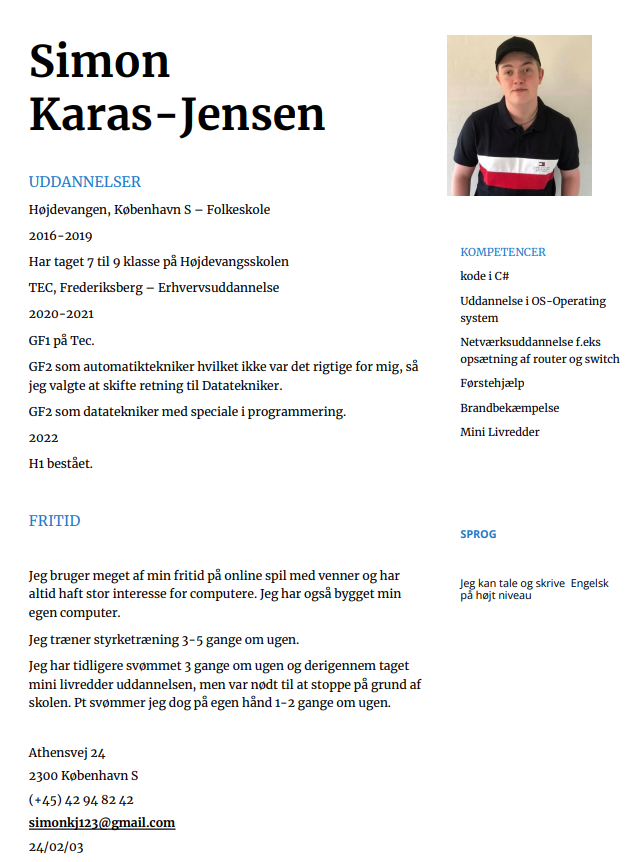 Simon
Karas-Jensen
UDDANNELSER
Højdevangen, København S – Folkeskole
2016-2019
Har taget 7 til 9 klasse på Højdevangsskolen
TEC, Frederiksberg – Erhvervsuddannelse
2020-2021
GF1 på Tec.
GF2 som automatiktekniker hvilket ikke var det rigtige for mig, så
jeg valgte at skifte retning til Datatekniker.
GF2 som datatekniker med speciale i programmering.
2022
H1 bestået.
FRITID
Jeg bruger meget af min fritid på online spil med venner og har
altid haft stor interesse for computere. Jeg har også bygget min
egen computer.
Jeg træner styrketræning 3-5 gange om ugen.
Jeg har tidligere svømmet 3 gange om ugen og derigennem taget
mini livredder uddannelsen, men var nødt til at stoppe på grund af
skolen. Pt svømmer jeg dog på egen hånd 1-2 gange om ugen.
Athensvej 24
2300 København S
(+45) 42 94 82 42
simonkj123@gmail.com
24/02/03
KOMPETENCER
kode i C#
Uddannelse i OS-Operating
system
Netværksuddannelse f.eks
opsætning af router og switch
Førstehjælp
Brandbekæmpelse
Mini Livredder
SPROG
Jeg kan tale og skrive Engelsk
på højt niveau